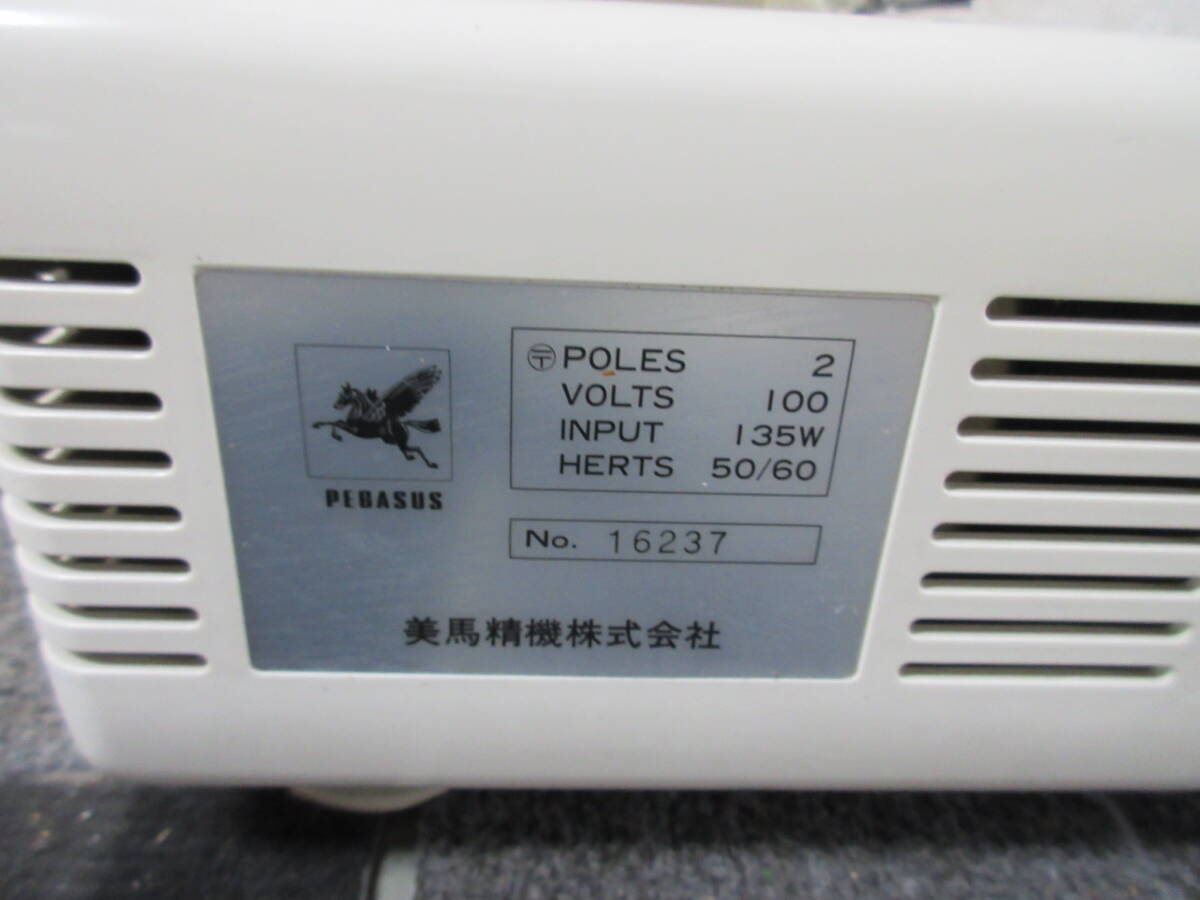 PEGASUS
〶 POLES 2
VOLTS 100
INPUT 135W
HERTS 50/60
No. 16237
美馬精機株式会社